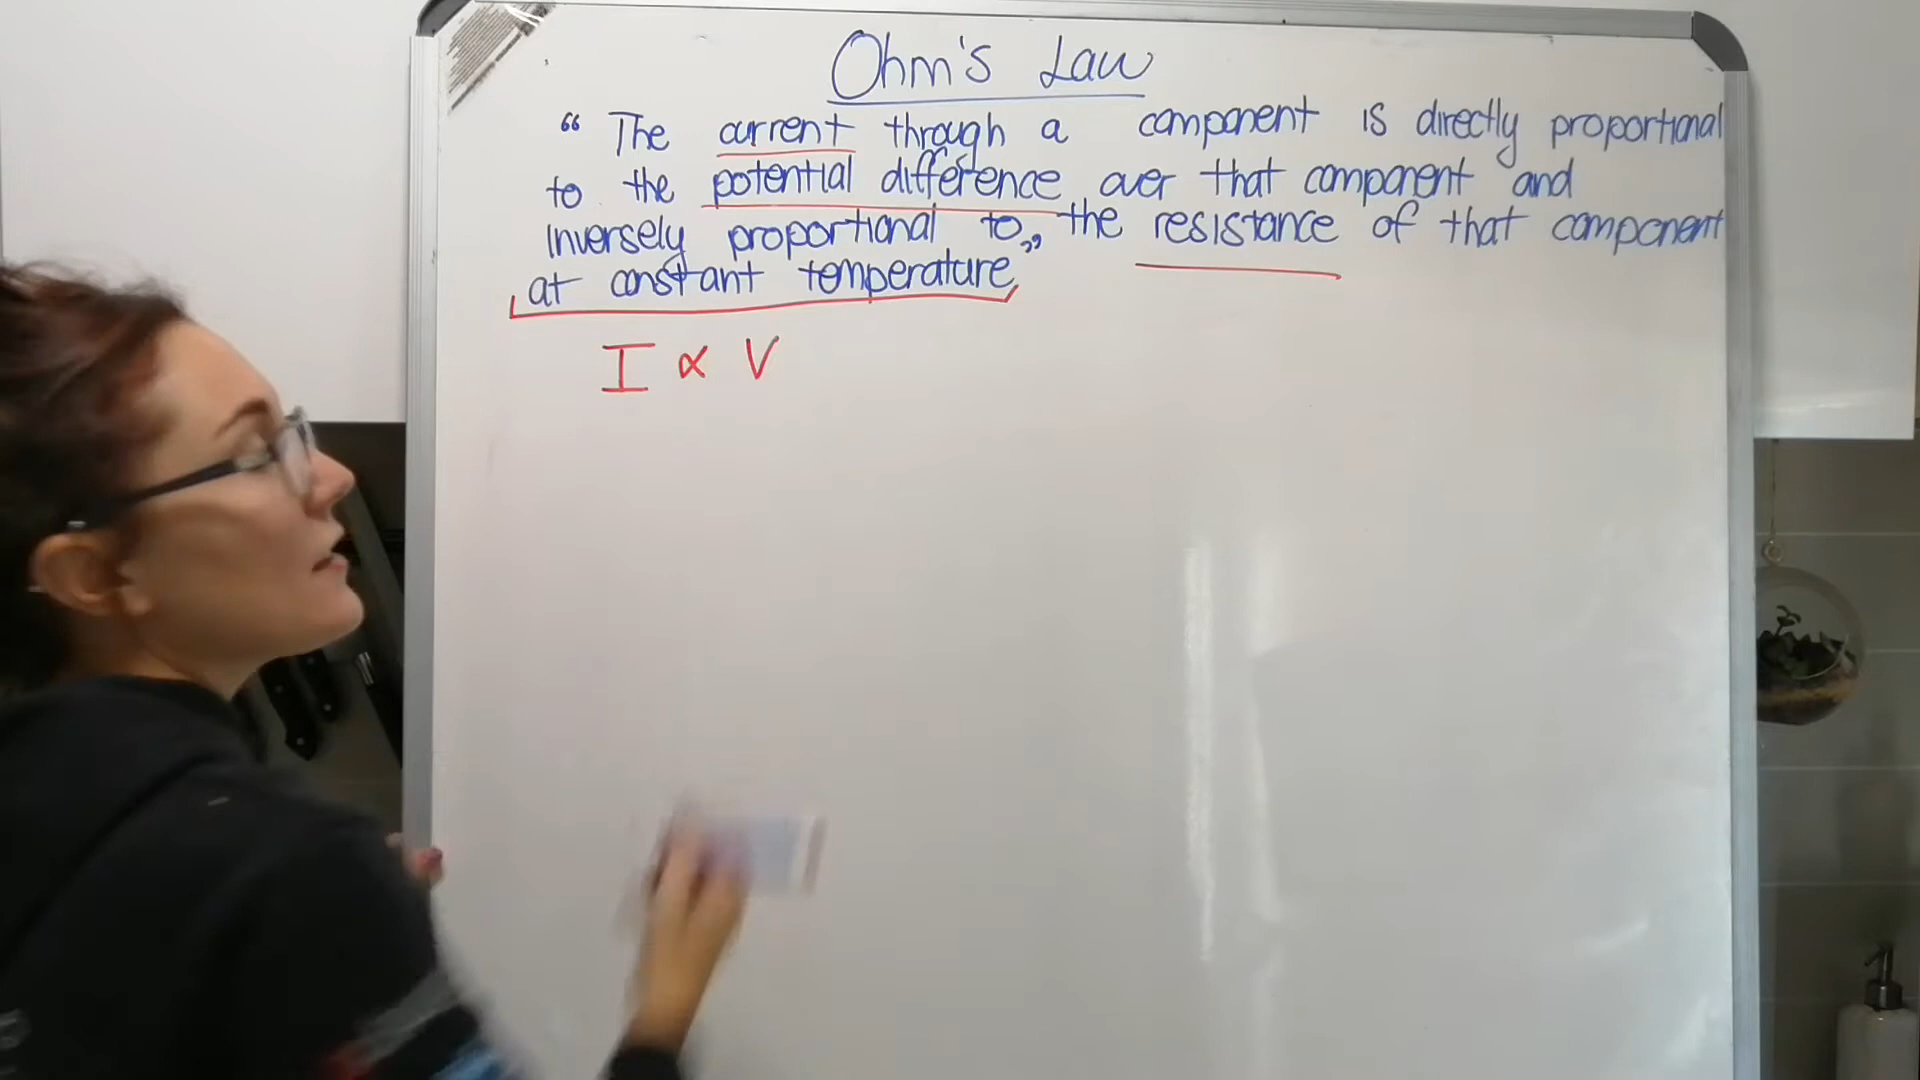 Ohm's Law
“ The current through a component is directly proportional
to the potential difference over that component and
inversely proportional to the resistance of that component
at constant temperature.”
I ∝ V